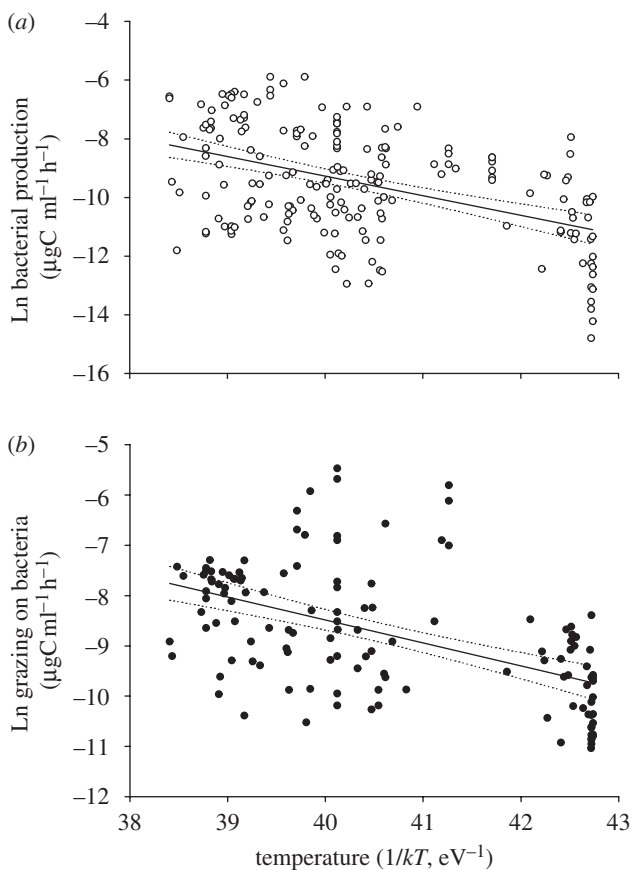 (a)
−4
−6
−8
−10
−12
−14
−16
Ln bacterial production
(µgC ml⁻¹ h⁻¹)
(b)
−5
−6
−7
−8
−9
−10
−11
−12
Ln grazing on bacteria
(µgC ml⁻¹ h⁻¹)
38 39 40 41 42 43
temperature (1/kT, eV⁻¹)